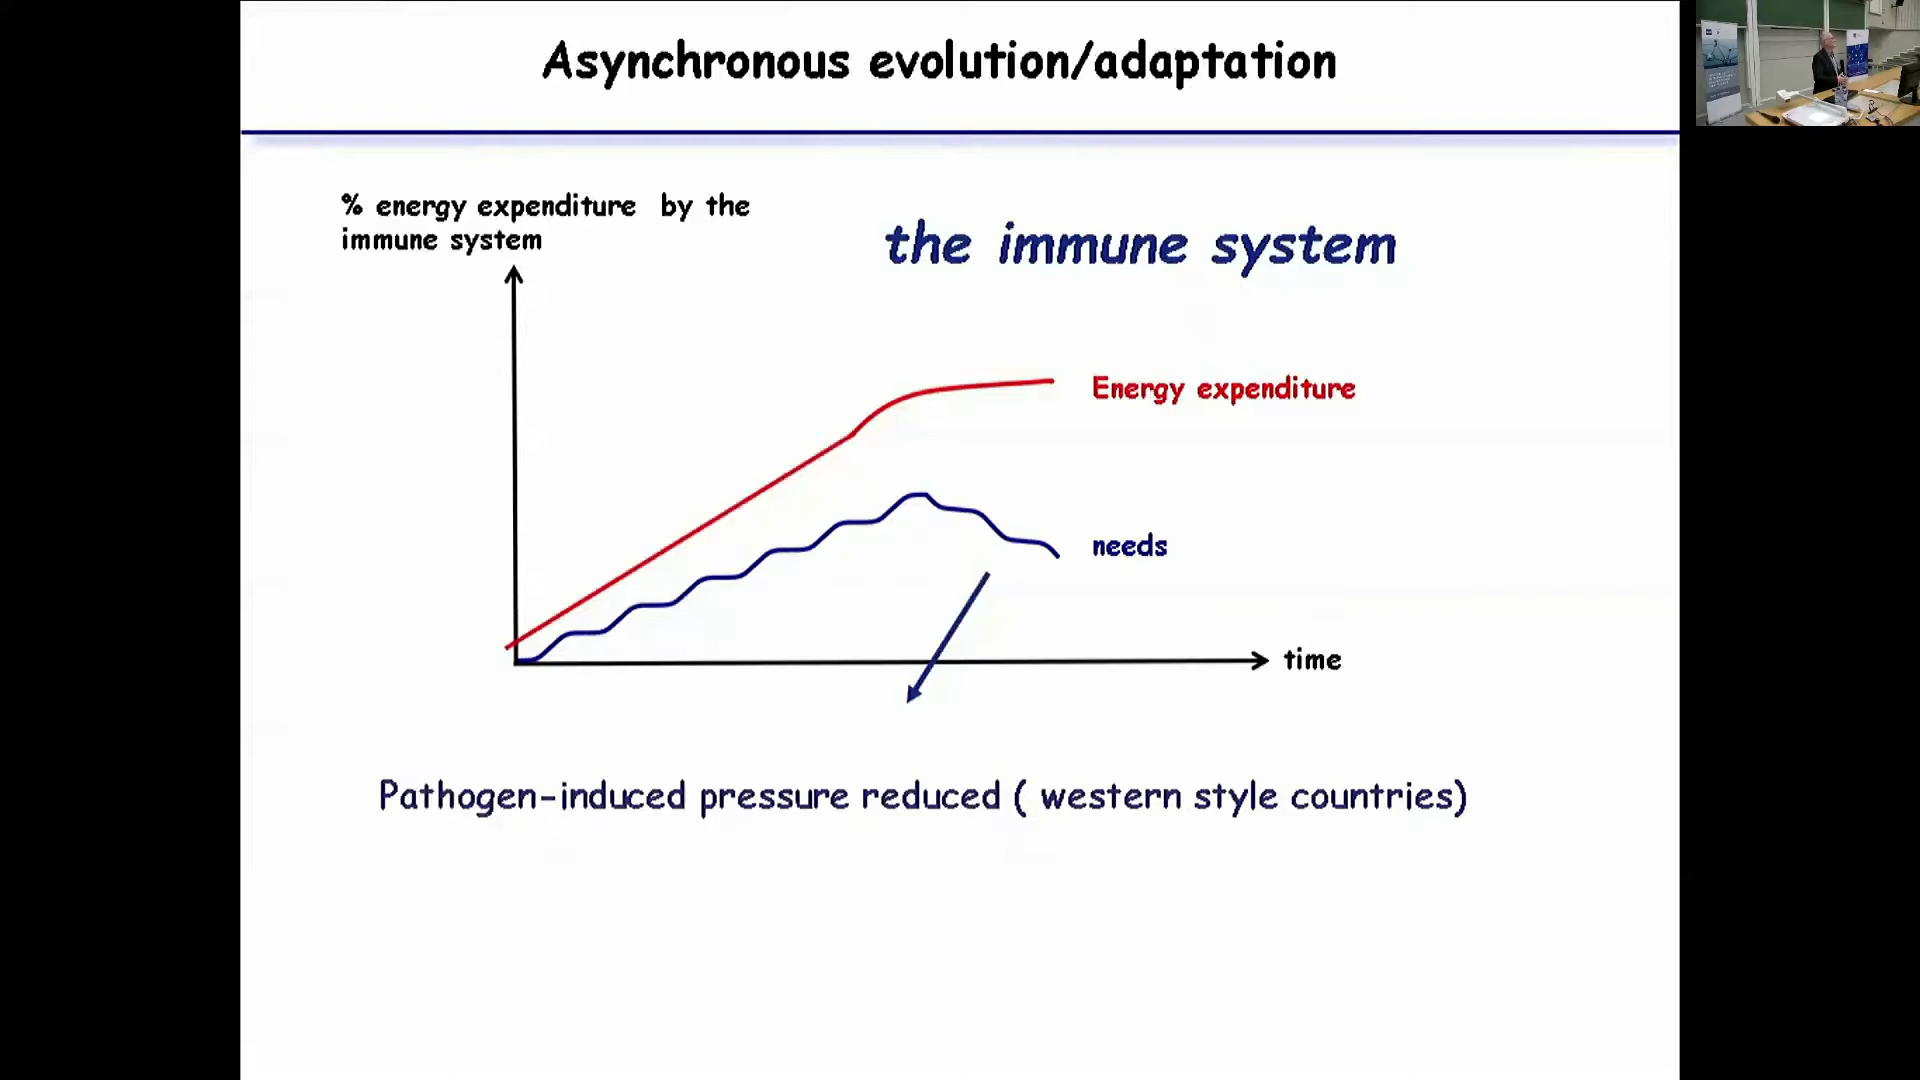 Asynchronous evolution/adaptation
% energy expenditure by the
immune system
the immune system
Energy expenditure
needs
time
Pathogen-induced pressure reduced ( western style countries)